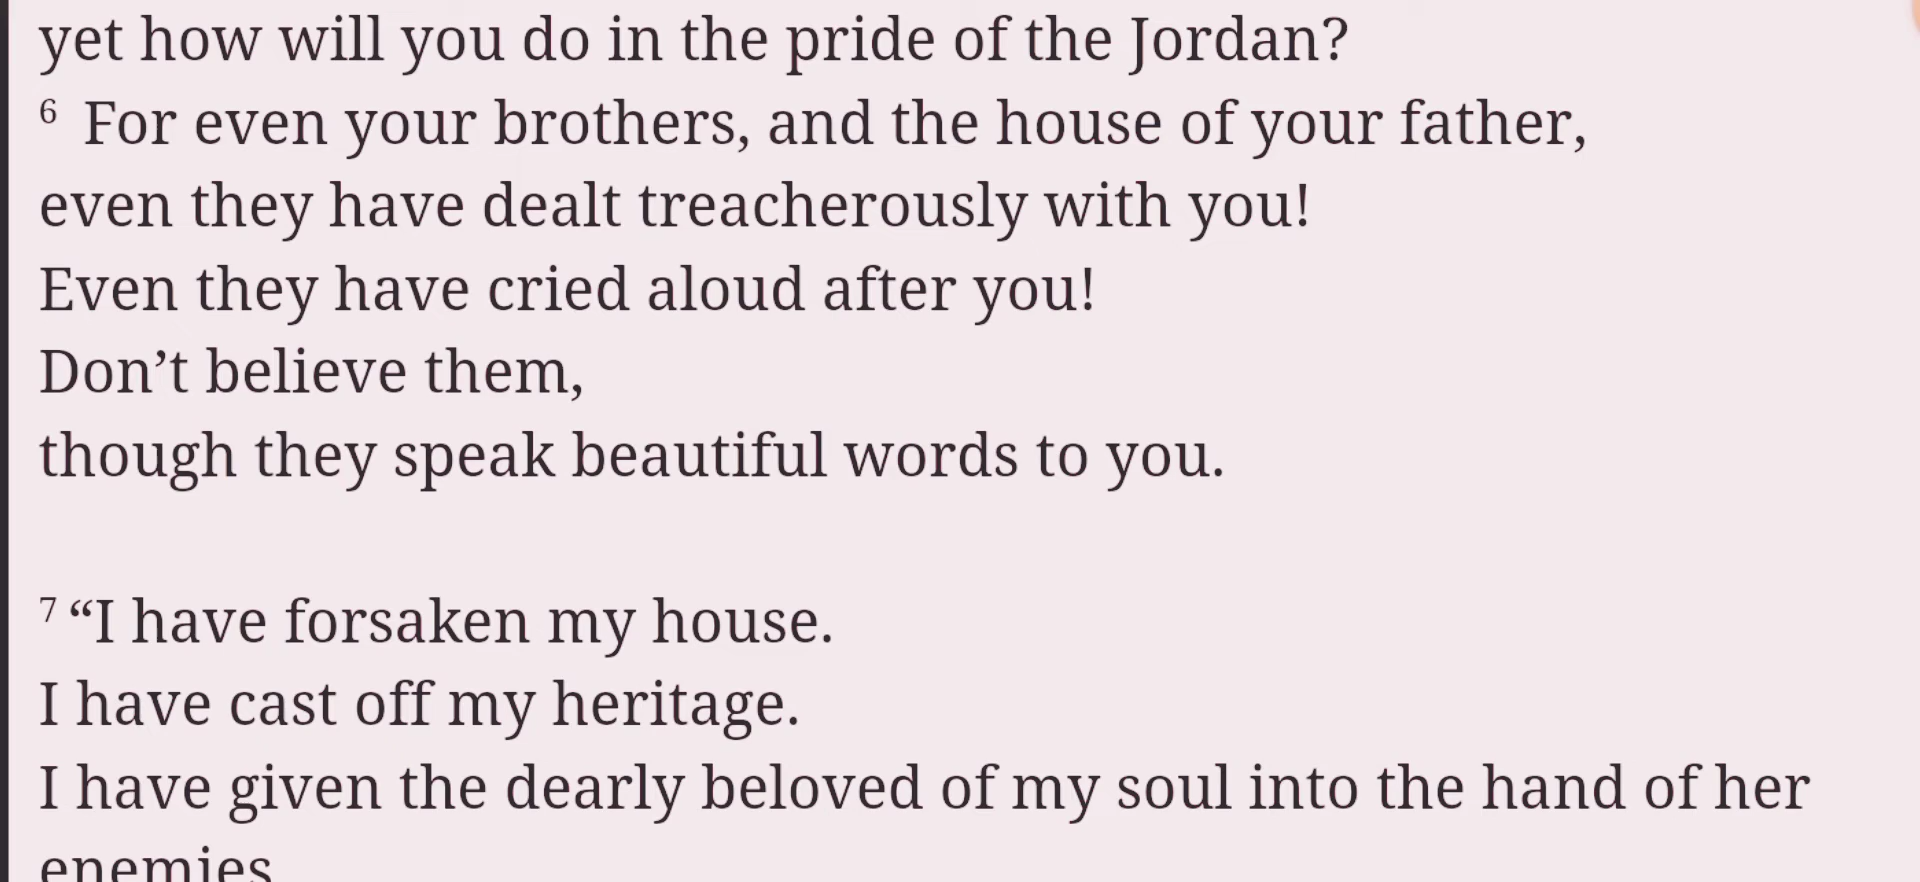 yet how will you do in the pride of the Jordan?
6 For even your brothers, and the house of your father,
even they have dealt treacherously with you!
Even they have cried aloud after you!
Don’t believe them,
though they speak beautiful words to you.
7 “I have forsaken my house.
I have cast off my heritage.
I have given the dearly beloved of my soul into the hand of her
enemies